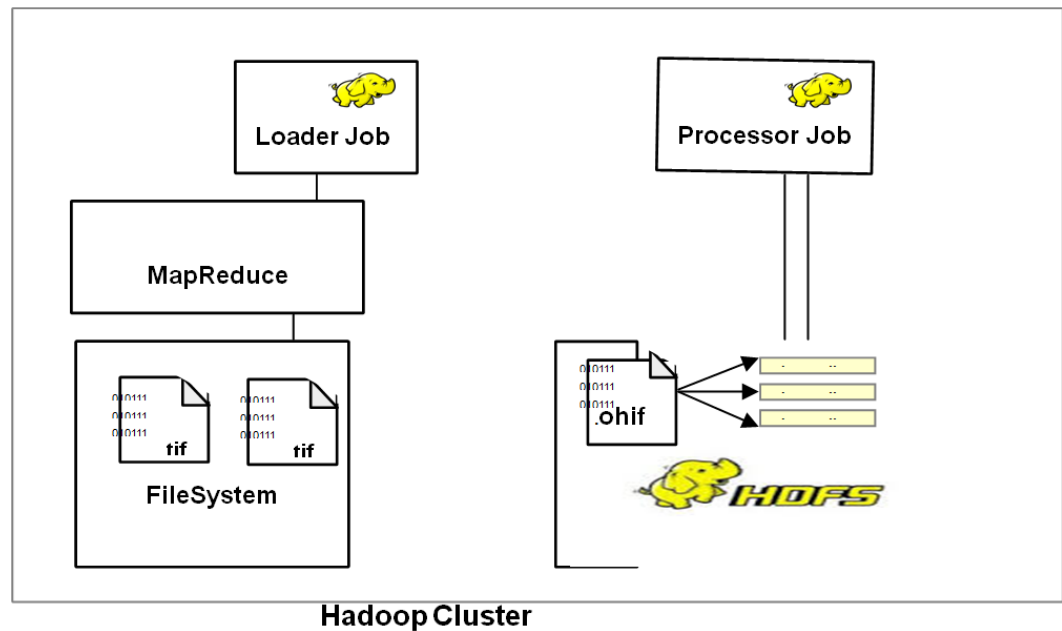 Loader Job
Processor Job
MapReduce
010111
010111
010111
tif
010111
010111
010111
tif
FileSystem
010111
010111
010111
.ohif
HDFS
Hadoop Cluster